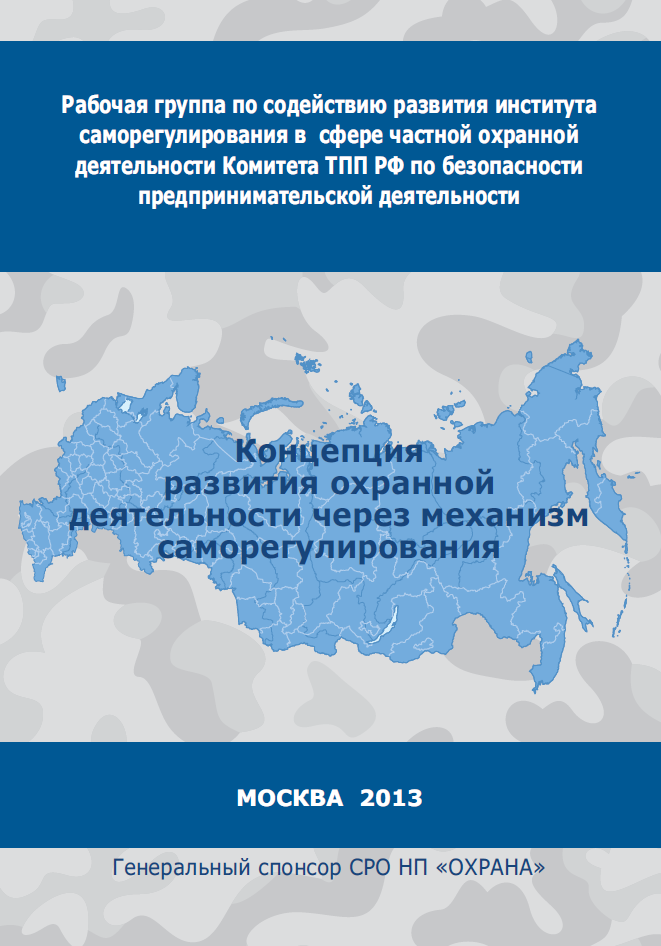 Рабочая группа по содействию развития института
саморегулирования в сфере частной охранной
деятельности Комитета ТПП РФ по безопасности
предпринимательской деятельности
Концепция
развития охранной
деятельности через механизм
саморегулирования
МОСКВА 2013
Генеральный спонсор СРО НП «ОХРАНА»